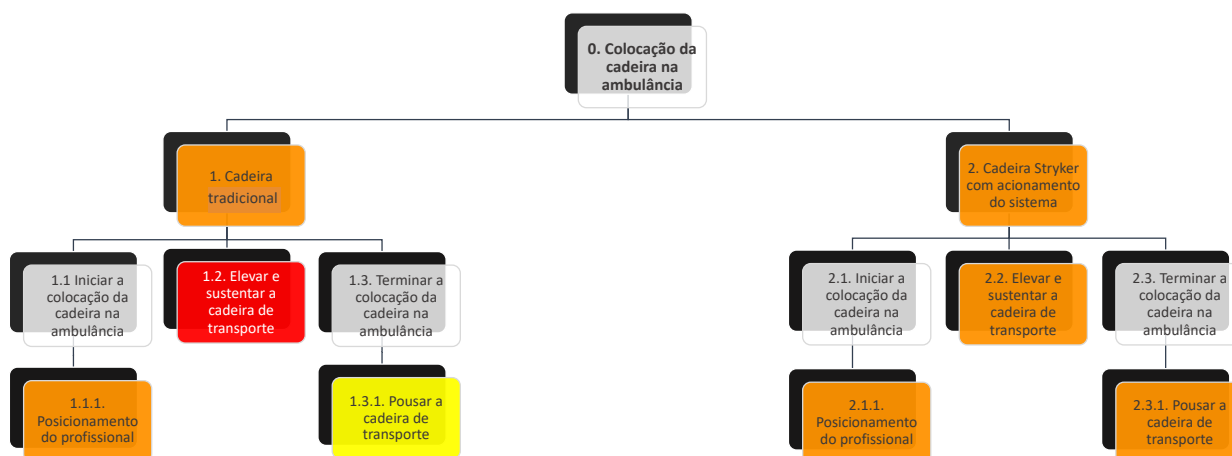 0. Colocação da
cadeira na
ambulância
1. Cadeira
tradicional
2. Cadeira Stryker
com acionamento
do sistema
1.1 Iniciar a
colocação da
cadeira na
ambulância
1.2. Elevar e
sustentar a
cadeira de
transporte
1.3. Terminar a
colocação da
cadeira na
ambulância
2.1. Iniciar a
colocação da
cadeira na
ambulância
2.2. Elevar e
sustentar a
cadeira de
transporte
2.3. Terminar a
colocação da
cadeira na
ambulância
1.1.1.
Posicionamento
do profissional
1.3.1. Pousar a
cadeira de
transporte
2.1.1.
Posicionamento
do profissional
2.3.1. Pousar a
cadeira de
transporte